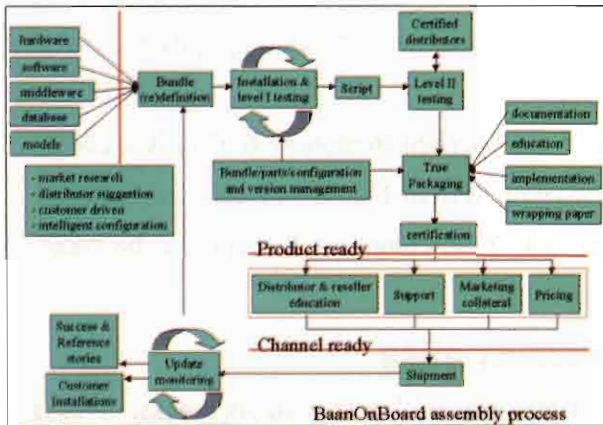 hardware
software
middleware
database
models
Bundle
(re)definition
Installation &
level I testing
Script
Certified
distributors
Level II
testing
documentation
education
implementation
wrapping paper
- market research
- distributor suggestion
- customer driven
- intelligent configuration
Bundle/parts/configuration
and version management
True
Packaging
certification
Product ready
Distributor & reseller
education
Support
Marketing
collateral
Pricing
Channel ready
Success &
Reference
stories
Customer
Installations
Update
monitoring
Shipment
BaanOnBoard assembly process